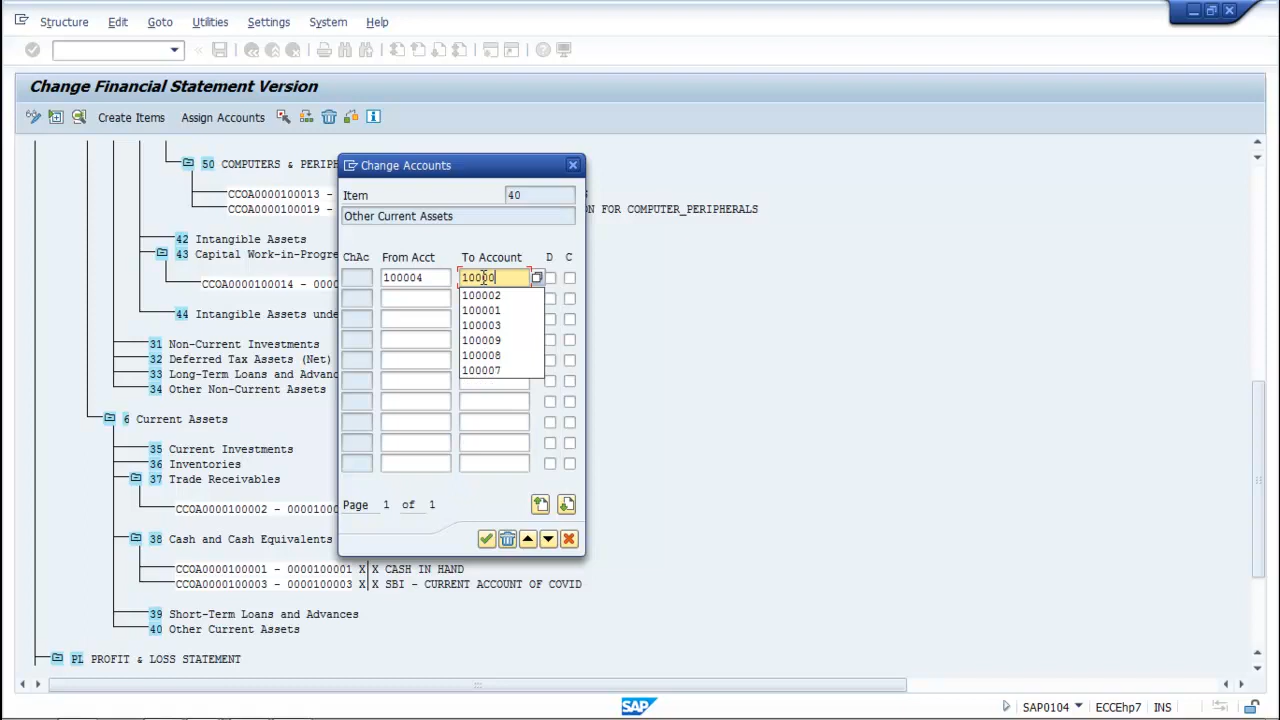 Structure Edit Goto Utilities Settings System Help
Change Financial Statement Version
Create Items Assign Accounts
50 COMPUTERS & PERIP
CCOA0000100013 -
CCOA0000100019 - ON FOR COMPUTER_PERIPHERALS
42 Intangible Assets
43 Capital Work-in-Progre
CCOA0000100014 - 000
44 Intangible Assets und
31 Non-Current Investments
32 Deferred Tax Assets (Net)
33 Long-Term Loans and Advanc
34 Other Non-Current Assets
6 Current Assets
35 Current Investments
36 Inventories
37 Trade Receivables
CCOA0000100002 - 0000100
38 Cash and Cash Equivalents
CCOA0000100001 - 0000100001 X X CASH IN HAND
CCOA0000100003 - 0000100003 X X SBI - CURRENT ACCOUNT OF COVID
39 Short-Term Loans and Advances
40 Other Current Assets
PL PROFIT & LOSS STATEMENT
Change Accounts
Item 40
Other Current Assets
ChAc From Acct To Account D C
100004 10000
100002
100001
100003
100009
100008
100007
Page 1 of 1
SAP SAP0104 ECCEhp7 INS